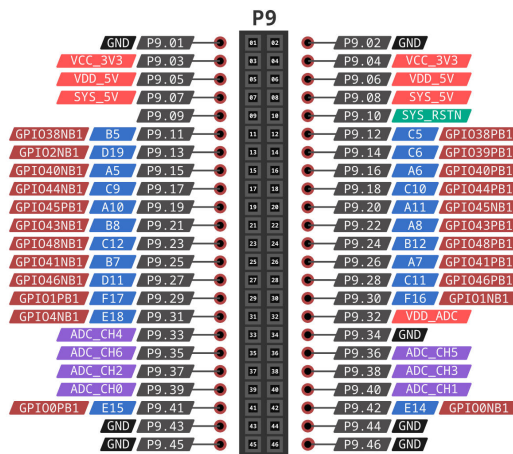 P9
GND P9.01 01 02 P9.02 GND
VCC_3V3 P9.03 03 04 P9.04 VCC_3V3
VDD_5V P9.05 05 06 P9.06 VDD_5V
SYS_5V P9.07 07 08 P9.08 SYS_5V
P9.09 09 10 P9.10 SYS_RSTN
GPIO38NB1 B5 P9.11 11 12 P9.12 C5 GPIO38PB1
GPIO2NB1 D19 P9.13 13 14 P9.14 C6 GPIO39PB1
GPIO40NB1 A5 P9.15 15 16 P9.16 A6 GPIO40PB1
GPIO44NB1 C9 P9.17 17 18 P9.18 C10 GPIO44PB1
GPIO45PB1 A10 P9.19 19 20 P9.20 A11 GPIO45NB1
GPIO43NB1 B8 P9.21 21 22 P9.22 A8 GPIO43PB1
GPIO48NB1 C12 P9.23 23 24 P9.24 B12 GPIO48PB1
GPIO41NB1 B7 P9.25 25 26 P9.26 A7 GPIO41PB1
GPIO46NB1 D11 P9.27 27 28 P9.28 C11 GPIO46PB1
GPIO1PB1 F17 P9.29 29 30 P9.30 F16 GPIO1NB1
GPIO4NB1 E18 P9.31 31 32 P9.32 VDD_ADC
ADC_CH4 P9.33 33 34 P9.34 GND
ADC_CH6 P9.35 35 36 P9.36 ADC_CH5
ADC_CH2 P9.37 37 38 P9.38 ADC_CH3
ADC_CH0 P9.39 39 40 P9.40 ADC_CH1
GPIO0PB1 E15 P9.41 41 42 P9.42 E14 GPIO0NB1
GND P9.43 43 44 P9.44 GND
GND P9.45 45 46 P9.46 GND